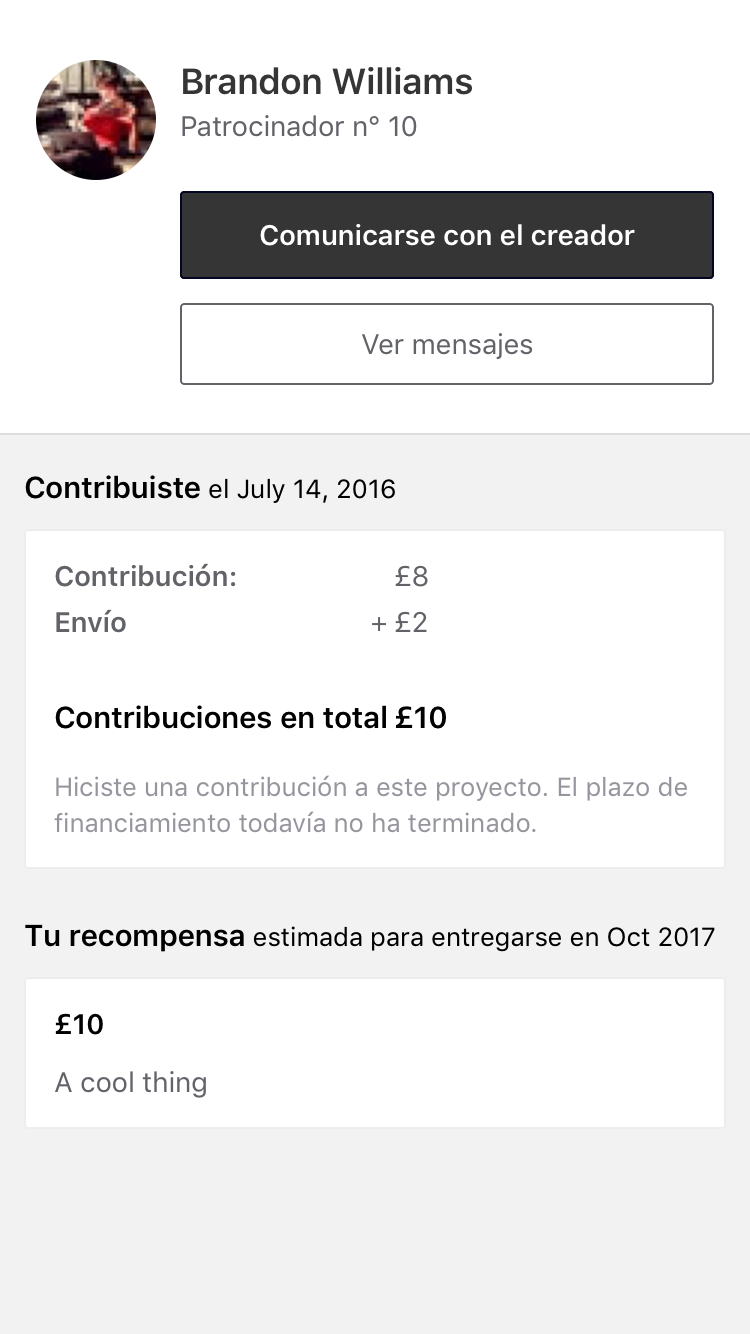 Brandon Williams
Patrocinador n° 10
Comunicarse con el creador
Ver mensajes
Contribuiste el July 14, 2016
Contribución: £8
Envío + £2
Contribuciones en total £10
Hiciste una contribución a este proyecto. El plazo de
financiamiento todavía no ha terminado.
Tu recompensa estimada para entregarse en Oct 2017
£10
A cool thing